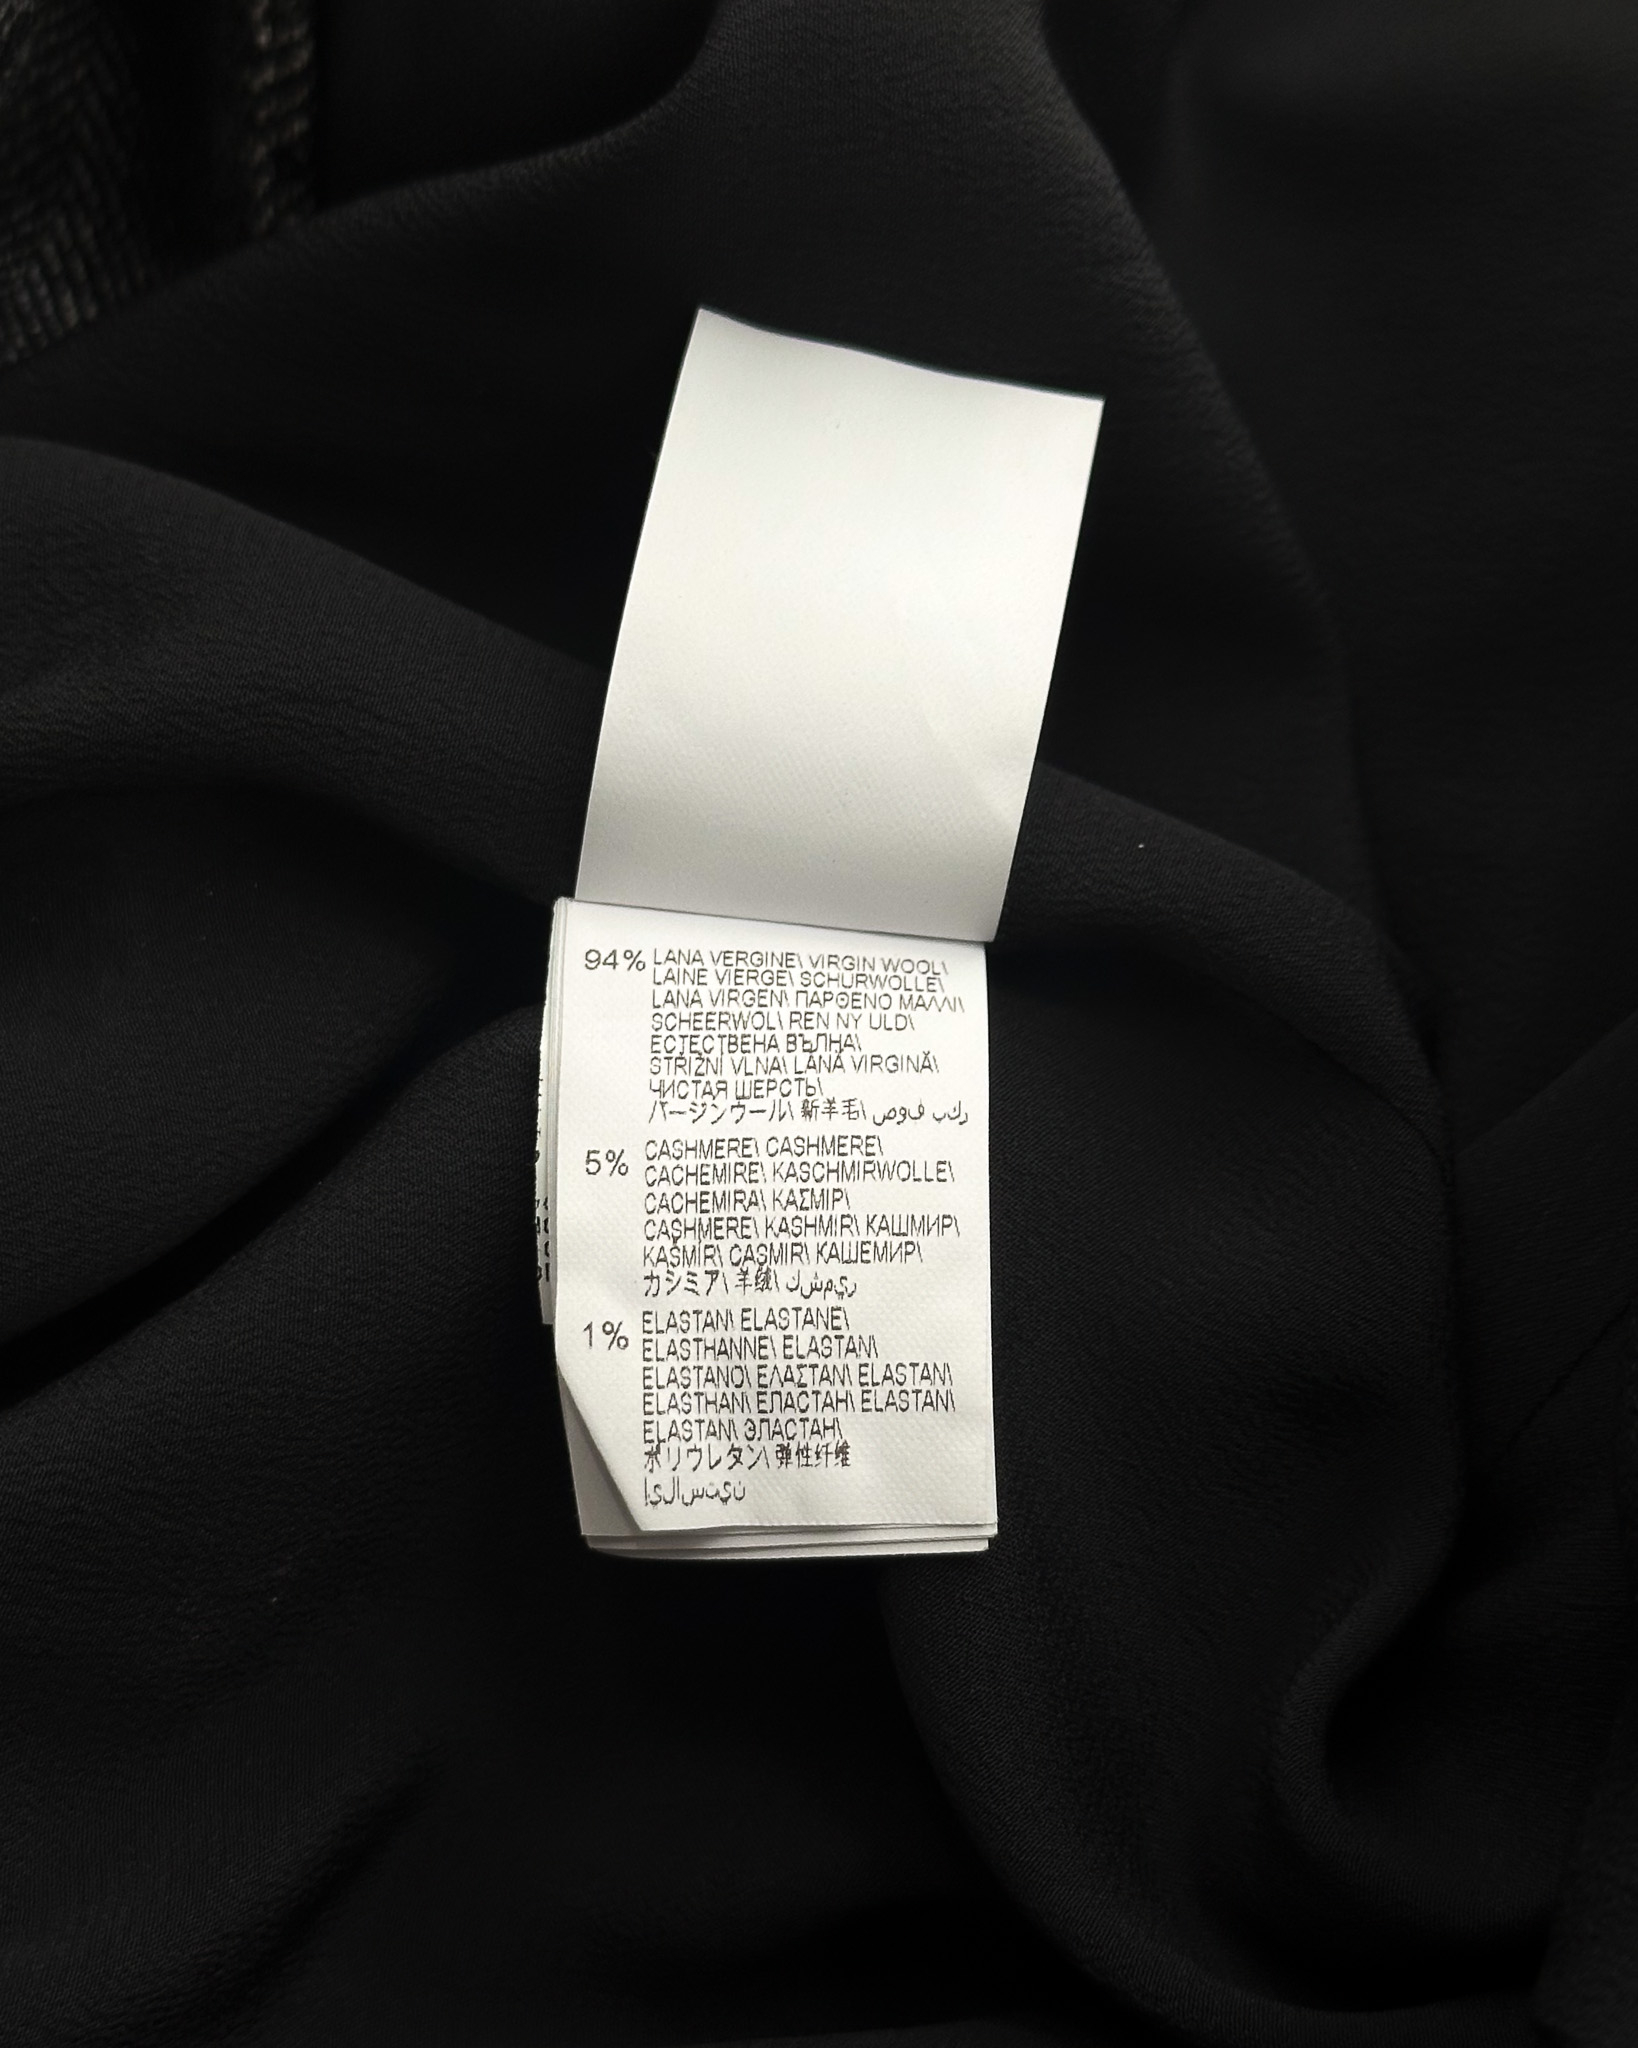 94% LANA VERGINE\ VIRGIN WOOL\
LAINE VIERGE\ SCHURWOLLE\
LANA VIRGEN\ ΠΑΡΘΕΝΟ ΜΑΛΛΙ\
SCHEERWOL\ REN NY ULD\
ЕСТЕСТВЕНА ВЪЛНА\
STŘIŽNÍ VLNA\ LÂNĂ VIRGINĂ\
ЧИСТАЯ ШЕРСТЬ\
バージンウール\ 新羊毛\ صوف بكر
5% CASHMERE\ CASHMERE\
CACHEMIRE\ KASCHMIRWOLLE\
CACHEMIRA\ ΚΑΣΜΙΡ\
CASHMERE\ KASHMIR\ КАШМИР\
KAŠMÍR\ CAŞMIR\ КАШЕМИР\
カシミア\ 羊绒\ كشمير
1% ELASTAN\ ELASTANE\
ELASTHANNE\ ELASTAN\
ELASTANO\ ΕΛΑΣΤΑΝ\ ELASTAN\
ELASTHAN\ ЕЛАСТАН\ ELASTAN\
ELASTAN\ ЭЛАСТАН\
ポリウレタン\ 弹性纤维
إيلاستين